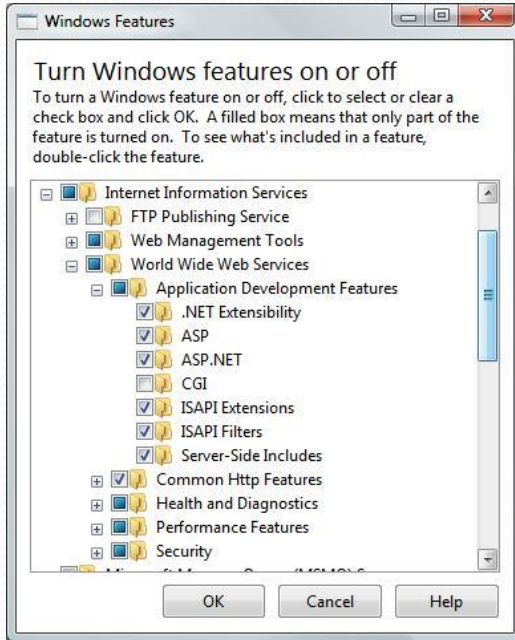 Windows Features
Turn Windows features on or off
To turn a Windows feature on or off, click to select or clear a
check box and click OK. A filled box means that only part of the
feature is turned on. To see what's included in a feature,
double-click the feature.
Internet Information Services
FTP Publishing Service
Web Management Tools
World Wide Web Services
Application Development Features
.NET Extensibility
ASP
ASP.NET
CGI
ISAPI Extensions
ISAPI Filters
Server-Side Includes
Common Http Features
Health and Diagnostics
Performance Features
Security
OK Cancel Help